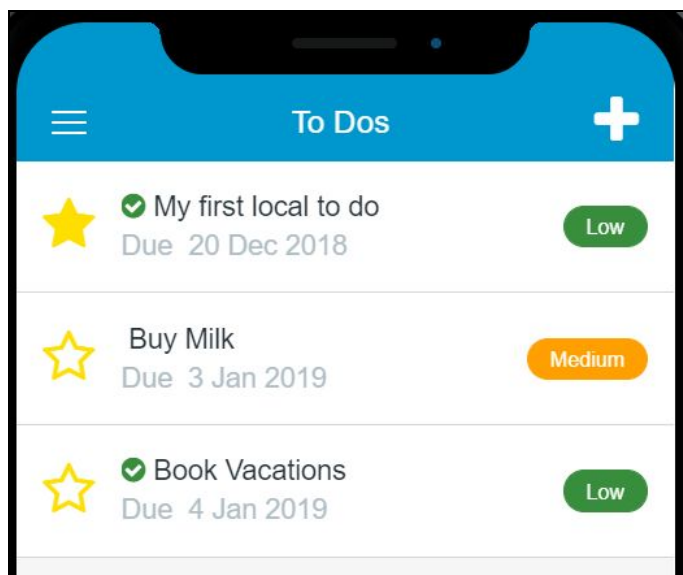 To Dos
My first local to do
Due 20 Dec 2018
Low
Buy Milk
Due 3 Jan 2019
Medium
Book Vacations
Due 4 Jan 2019
Low